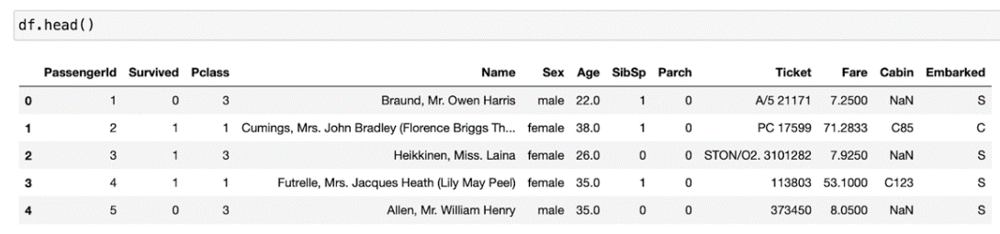 df.head()
PassengerId Survived Pclass Name Sex Age SibSp Parch Ticket Fare Cabin Embarked
0 1 0 3 Braund, Mr. Owen Harris male 22.0 1 0 A/5 21171 7.2500 NaN S
1 2 1 1 Cumings, Mrs. John Bradley (Florence Briggs Th... female 38.0 1 0 PC 17599 71.2833 C85 C
2 3 1 3 Heikkinen, Miss. Laina female 26.0 0 0 STON/O2. 3101282 7.9250 NaN S
3 4 1 1 Futrelle, Mrs. Jacques Heath (Lily May Peel) female 35.0 1 0 113803 53.1000 C123 S
4 5 0 3 Allen, Mr. William Henry male 35.0 0 0 373450 8.0500 NaN S